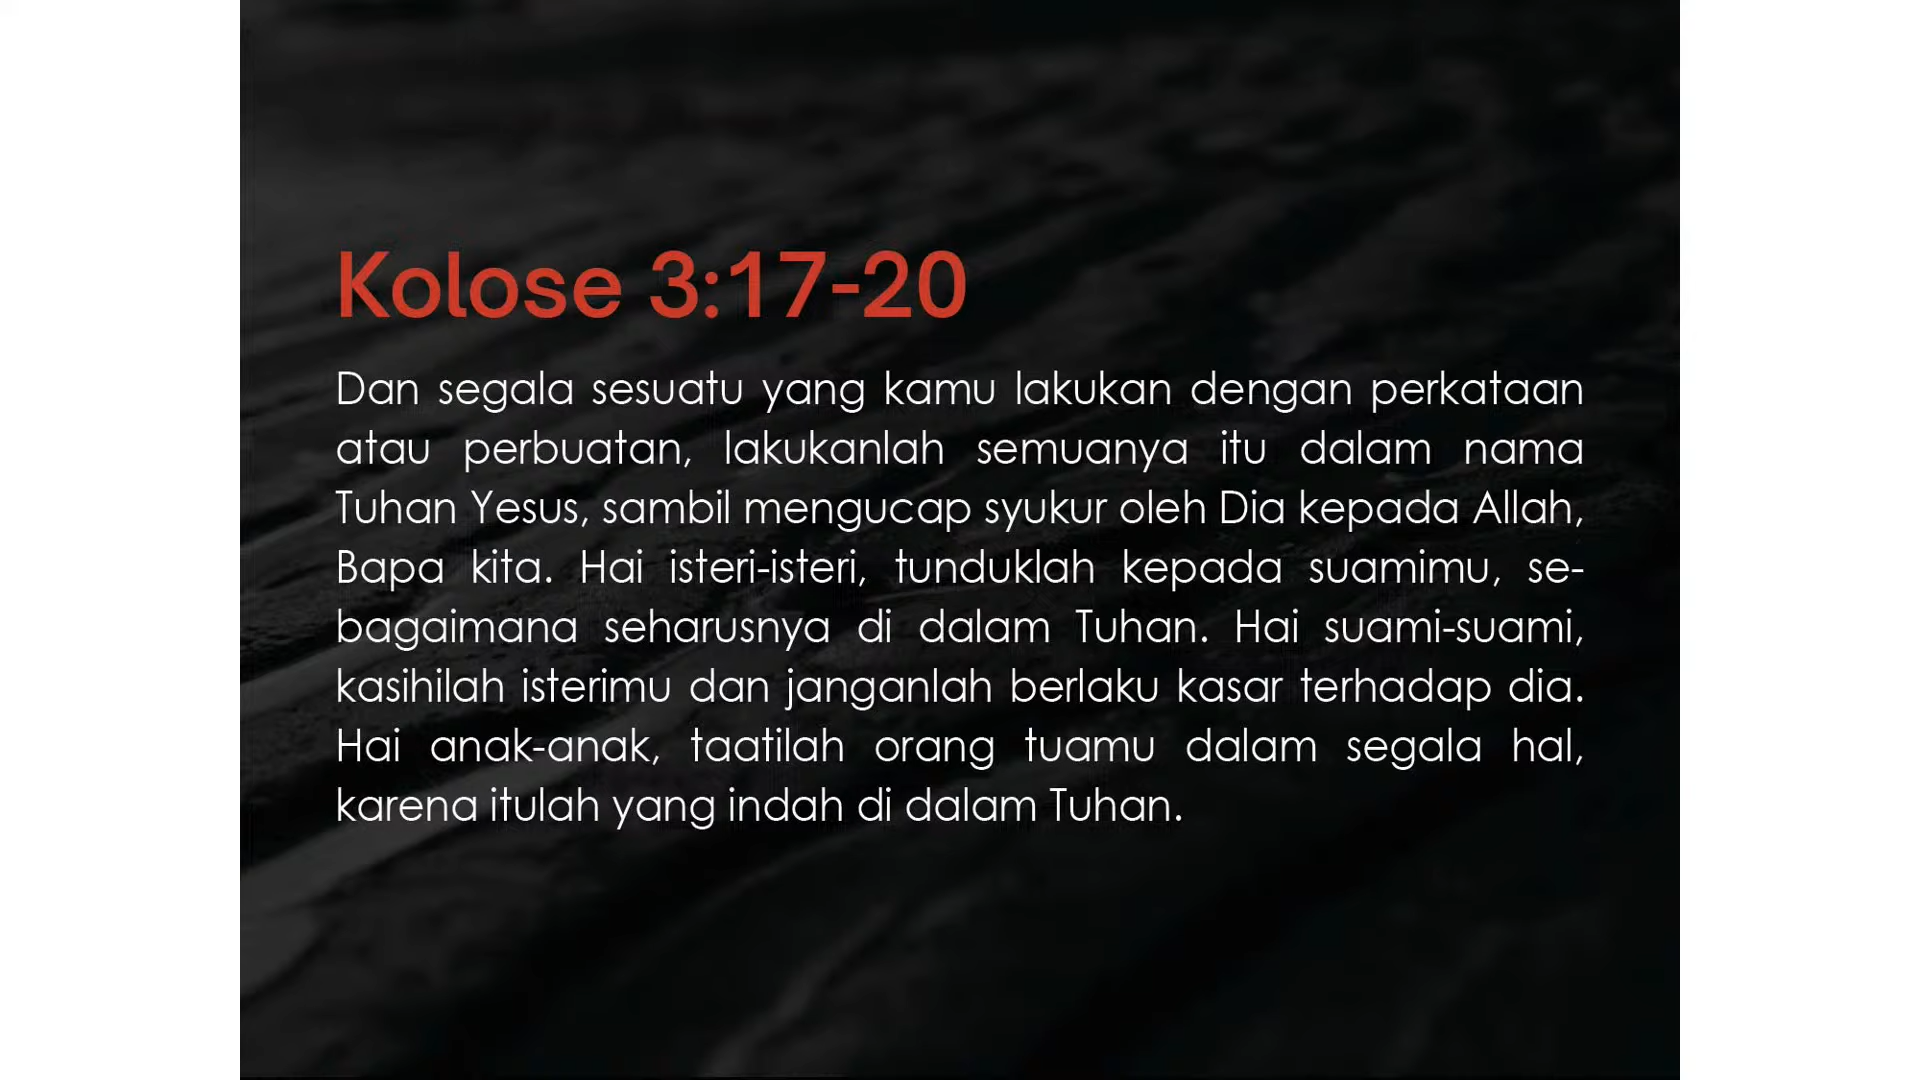 Kolose 3:17-20
Dan segala sesuatu yang kamu lakukan dengan perkataan
atau perbuatan, lakukanlah semuanya itu dalam nama
Tuhan Yesus, sambil mengucap syukur oleh Dia kepada Allah,
Bapa kita. Hai isteri-isteri, tunduklah kepada suamimu, se-
bagaimana seharusnya di dalam Tuhan. Hai suami-suami,
kasihilah isterimu dan janganlah berlaku kasar terhadap dia.
Hai anak-anak, taatilah orang tuamu dalam segala hal,
karena itulah yang indah di dalam Tuhan.